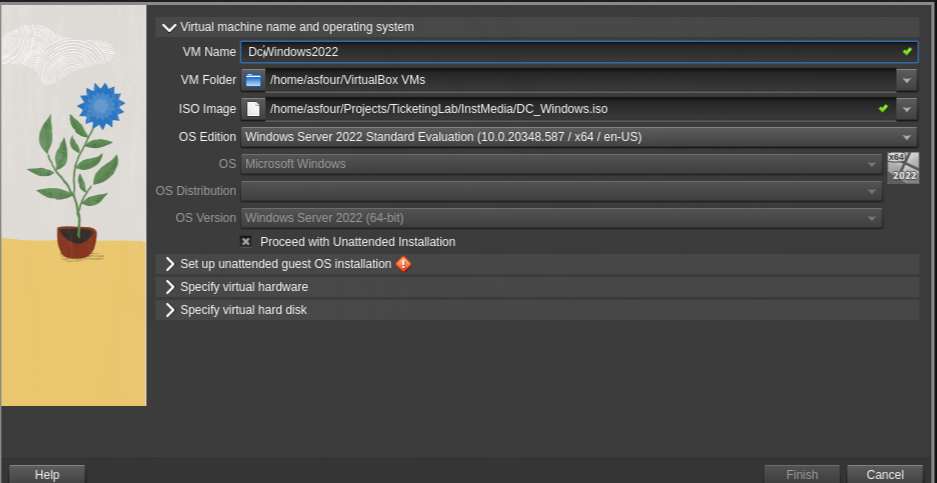 Virtual machine name and operating system
VM Name DcWindows2022
VM Folder /home/asfour/VirtualBox VMs
ISO Image /home/asfour/Projects/TicketingLab/InstMedia/DC_Windows.iso
OS Edition Windows Server 2022 Standard Evaluation (10.0.20348.587 / x64 / en-US)
OS Microsoft Windows x64
2022
OS Distribution
OS Version Windows Server 2022 (64-bit)
Proceed with Unattended Installation
Set up unattended guest OS installation
Specify virtual hardware
Specify virtual hard disk
Help Finish Cancel